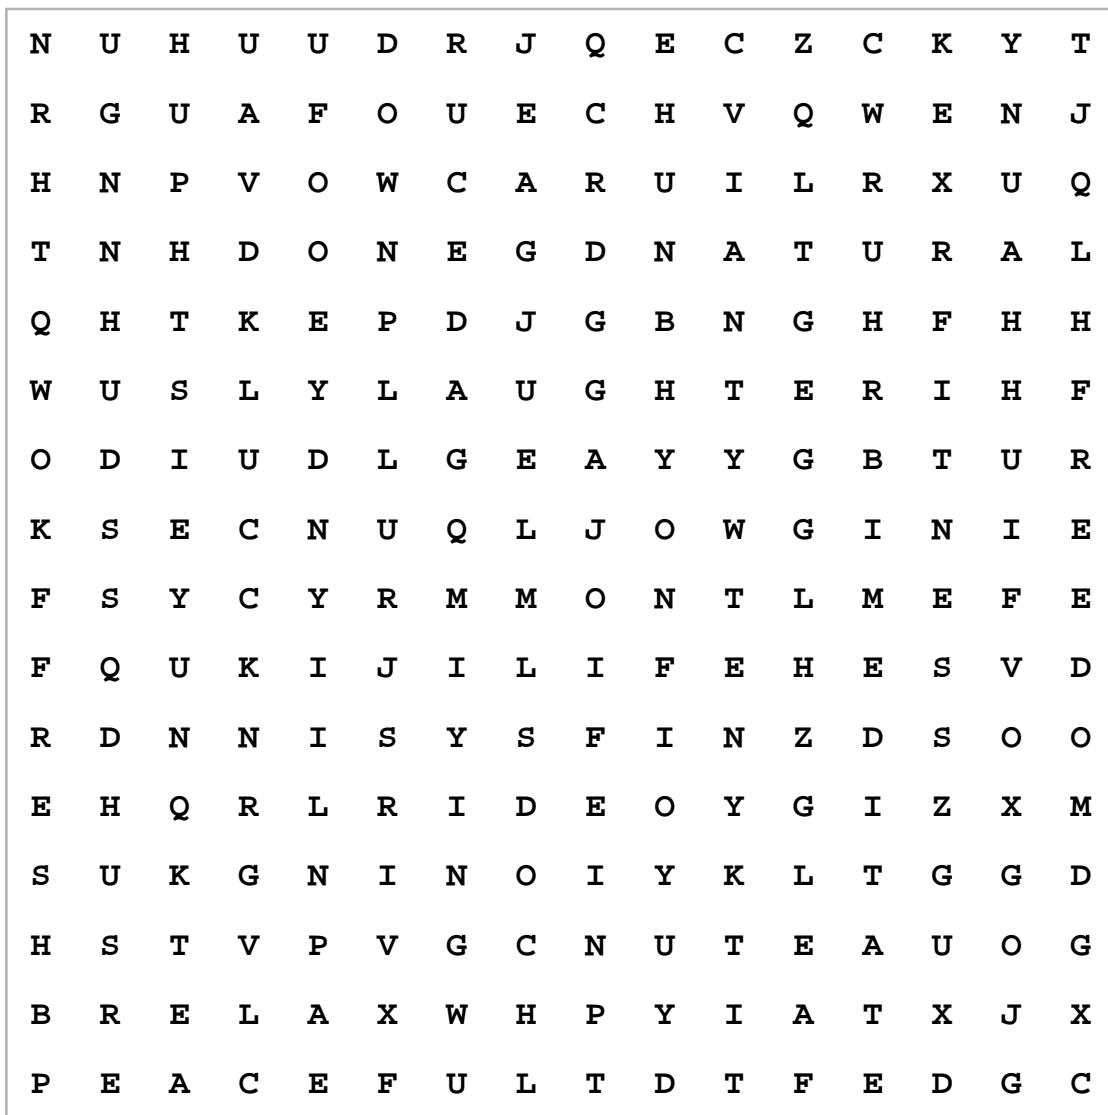 N U H U U D R J Q E C Z C K Y T
R G U A F O U E C H V Q W E N J
H N P V O W C A R U I L R X U Q
T N H D O N E G D N A T U R A L
Q H T K E P D J G B N G H F H H
W U S L Y L A U G H T E R I H F
O D I U D L G E A Y Y G B T U R
K S E C N U Q L J O W G I N I E
F S Y C Y R M M O N T L M E F E
F Q U K I J I L I F E H E S V D
R D N N I S Y S F I N Z D S O O
E H Q R L R I D E O Y G I Z X M
S U K G N I N O I Y K L T G G D
H S T V P V G C N U T E A U O G
B R E L A X W H P Y I A T X J X
P E A C E F U L T D T F E D G C